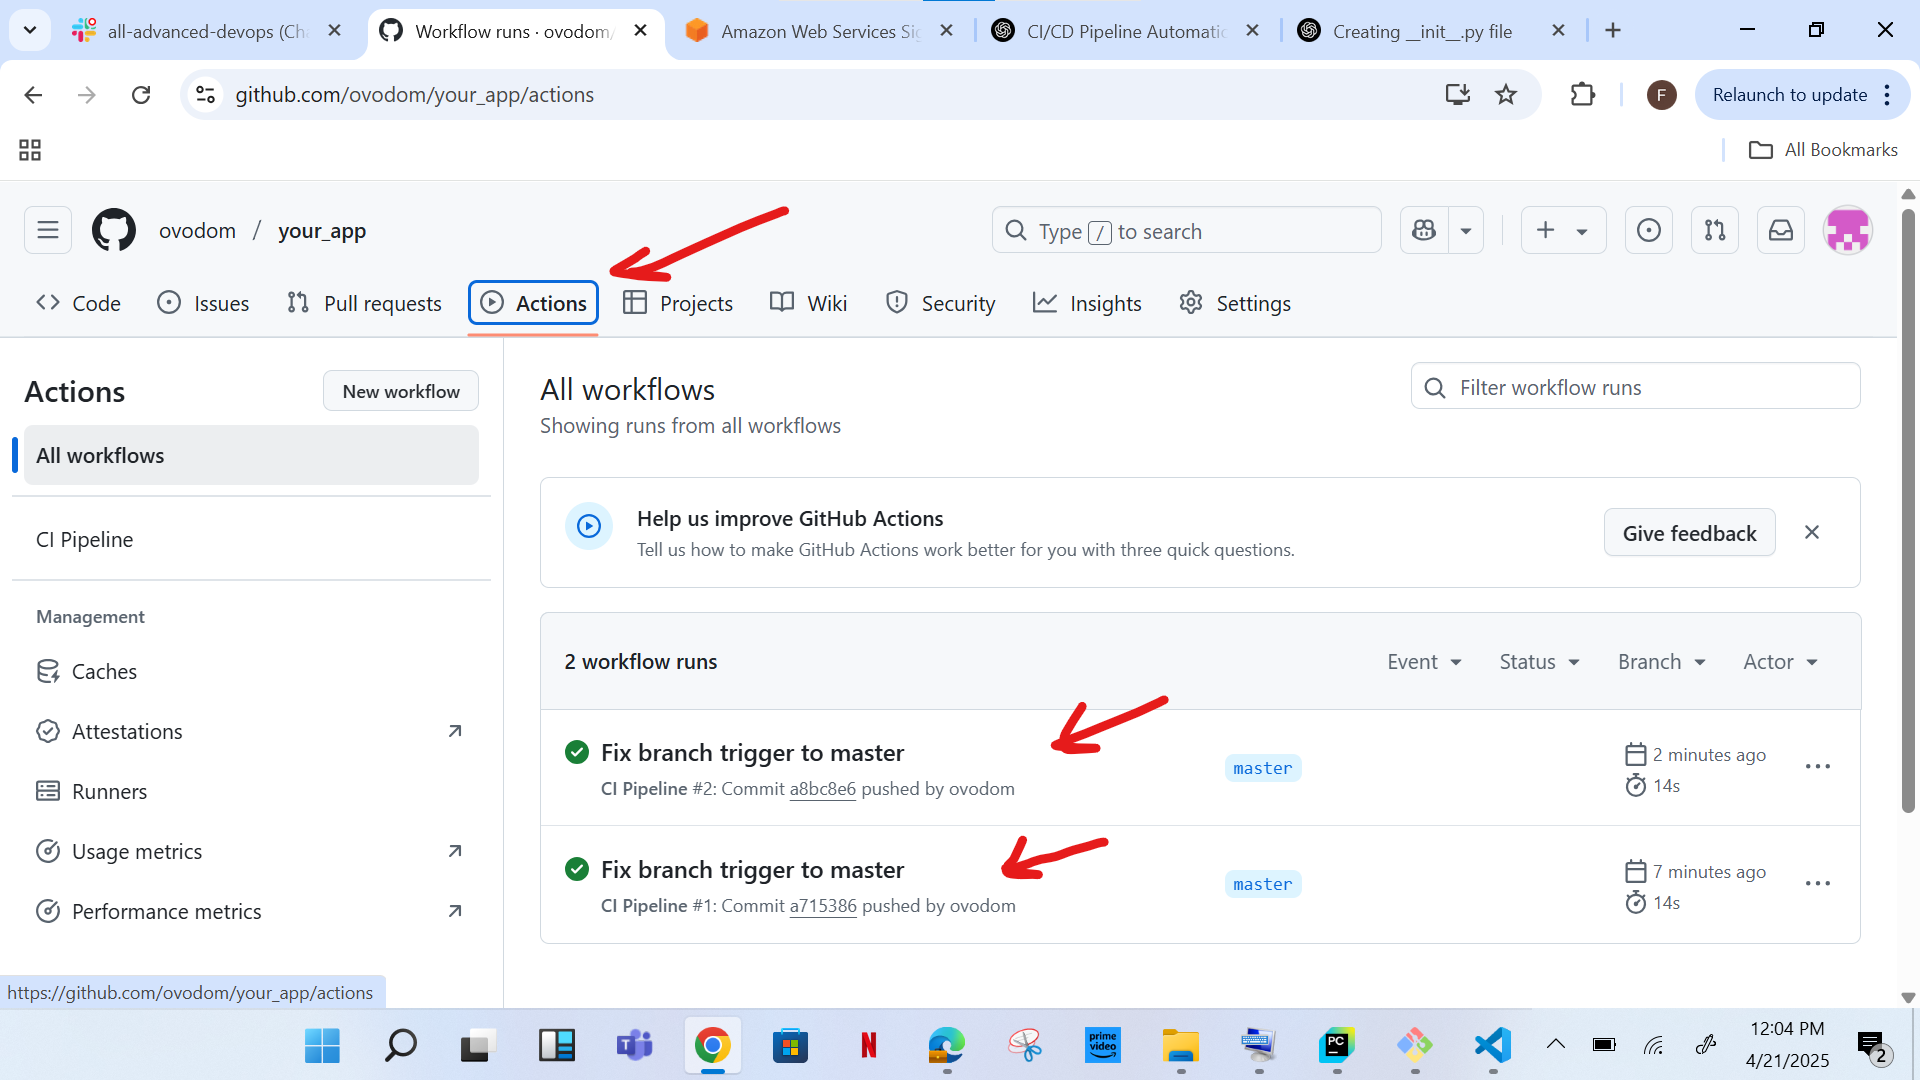 all-advanced-devops (Cha
Workflow runs · ovodom/
Amazon Web Services Sig
CI/CD Pipeline Automatic
Creating __init__.py file
github.com/ovodom/your_app/actions
F
Relaunch to update
All Bookmarks
ovodom / your_app
Type / to search
Code
Issues
Pull requests
Actions
Projects
Wiki
Security
Insights
Settings
Actions
New workflow
All workflows
CI Pipeline
Management
Caches
Attestations
Runners
Usage metrics
Performance metrics
All workflows
Showing runs from all workflows
Filter workflow runs
Help us improve GitHub Actions
Tell us how to make GitHub Actions work better for you with three quick questions.
Give feedback
2 workflow runs
Event
Status
Branch
Actor
Fix branch trigger to master
CI Pipeline #2: Commit a8bc8e6 pushed by ovodom
master
2 minutes ago
14s
Fix branch trigger to master
CI Pipeline #1: Commit a715386 pushed by ovodom
master
7 minutes ago
14s
https://github.com/ovodom/your_app/actions
N
prime video
PC
12:04 PM
4/21/2025
2